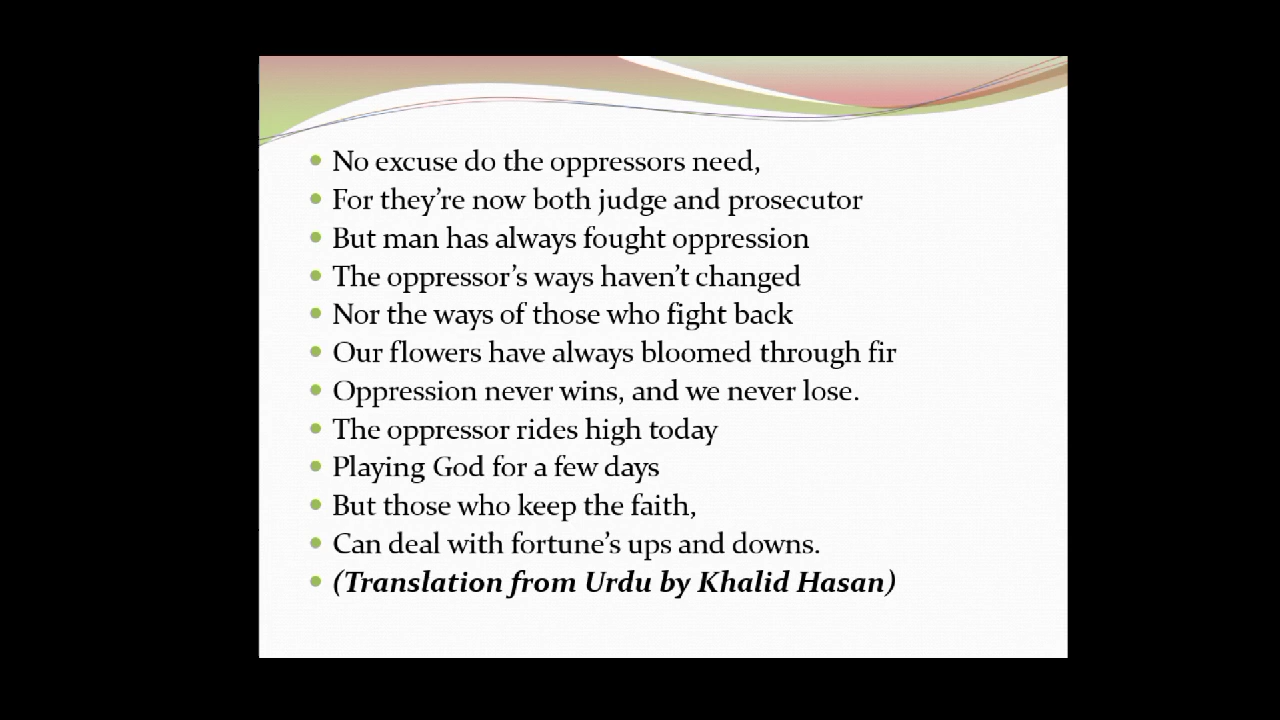 No excuse do the oppressors need,
For they’re now both judge and prosecutor
But man has always fought oppression
The oppressor’s ways haven’t changed
Nor the ways of those who fight back
Our flowers have always bloomed through fir
Oppression never wins, and we never lose.
The oppressor rides high today
Playing God for a few days
But those who keep the faith,
Can deal with fortune’s ups and downs.
(Translation from Urdu by Khalid Hasan)